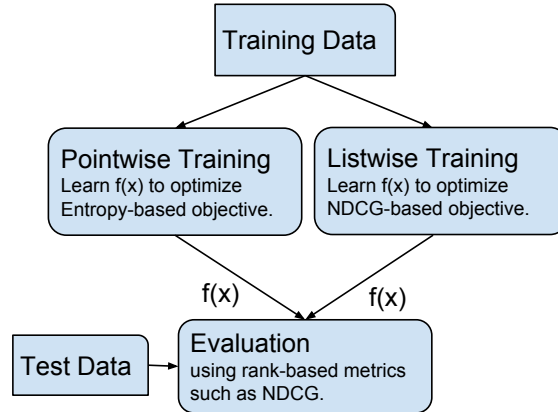 Training Data
Pointwise Training
Learn f(x) to optimize
Entropy-based objective.
Listwise Training
Learn f(x) to optimize
NDCG-based objective.
f(x)
f(x)
Test Data
Evaluation
using rank-based metrics
such as NDCG.